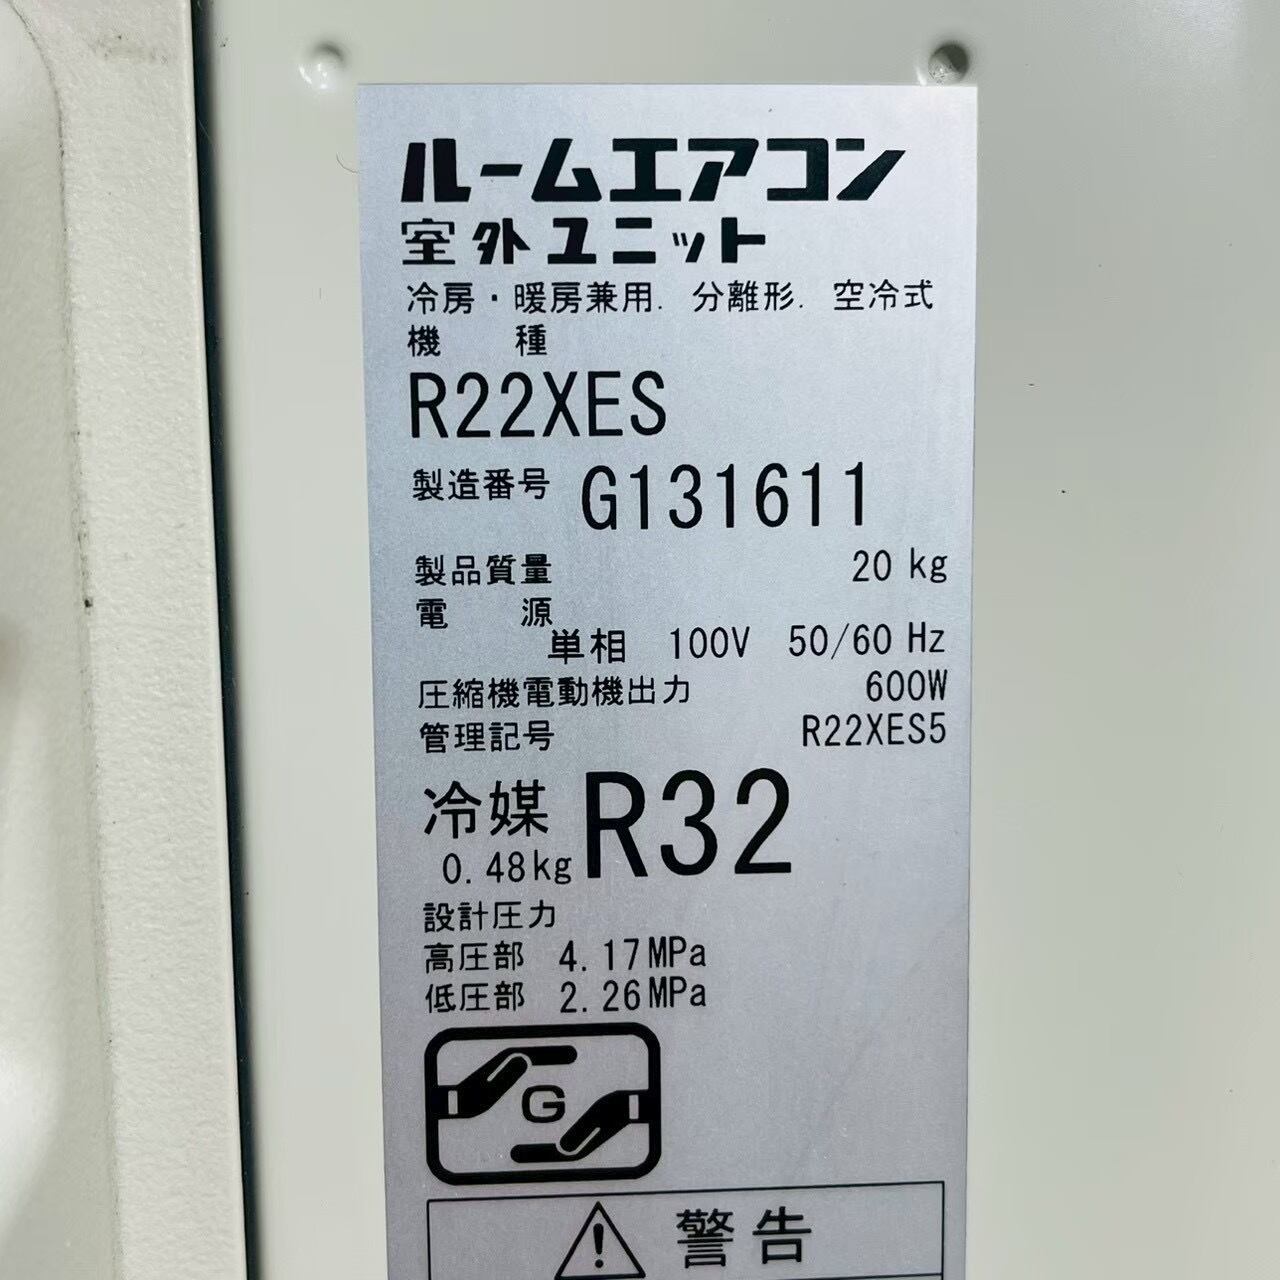 ルームエアコン
室外ユニット
冷房・暖房兼用. 分離形. 空冷式
機 種
R22XES
製造番号 G131611
製品質量 20 kg
電 源
単相 100V 50/60 Hz
圧縮機電動機出力 600W
管理記号 R22XES5
冷媒 R32
0.48kg
設計圧力
高圧部 4.17MPa
低圧部 2.26MPa
G
警告